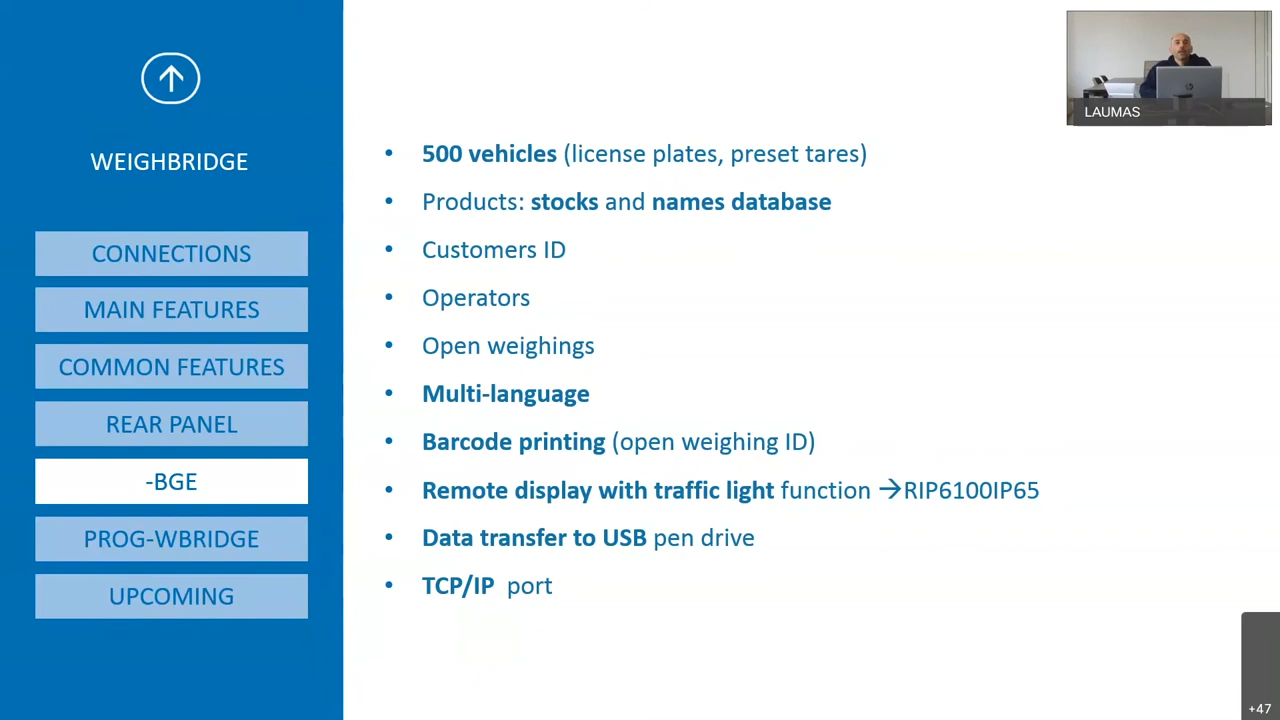 WEIGHBRIDGE
CONNECTIONS
MAIN FEATURES
COMMON FEATURES
REAR PANEL
-BGE
PROG-WBRIDGE
UPCOMING
• 500 vehicles (license plates, preset tares)
• Products: stocks and names database
• Customers ID
• Operators
• Open weighings
• Multi-language
• Barcode printing (open weighing ID)
• Remote display with traffic light function →RIP6100IP65
• Data transfer to USB pen drive
• TCP/IP port
LAUMAS
+47